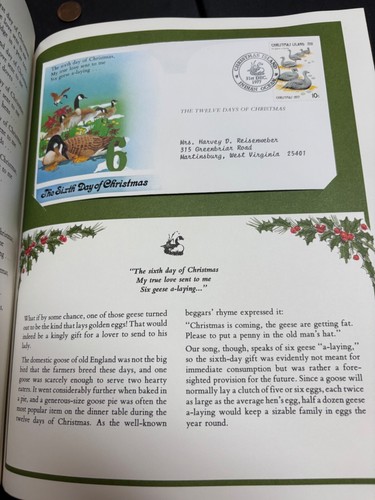 The sixth day of Christmas,
My true love sent to me
Six geese a-laying
6
The Sixth Day of Christmas
CHRISTMAS ISLAND
INDIAN OCEAN
CHRISTMAS ISLAND
10c
THE TWELVE DAYS OF CHRISTMAS
Mrs. Harvey D. Reisemoeber
315 Greenbriar Road
Martinsburg, West Virginia 25401
"The sixth day of Christmas
My true love sent to me
Six geese a-laying..."
What if by some chance, one of those geese turned
out to be the kind that lays golden eggs! That would
indeed be a kingly gift for a lover to send to his
lady.
The domestic goose of old England was not the big
bird that the farmers breed these days, and one
goose was scarcely enough to serve two hearty
eaters. It went considerably further when baked in
a pie, and a generous-size goose pie was often the
most popular item on the dinner table during the
twelve days of Christmas. As the well-known
beggars' rhyme expressed it:
"Christmas is coming, the geese are getting fat.
Please to put a penny in the old man's hat."
Our song, though, speaks of six geese "a-laying,"
so the sixth-day gift was evidently not meant for
immediate consumption but was rather a fore-
sighted provision for the future. Since a goose will
normally lay a clutch of five or six eggs, each twice
as large as the average hen's egg, half a dozen geese
a-laying would keep a sizable family in eggs the
year round.